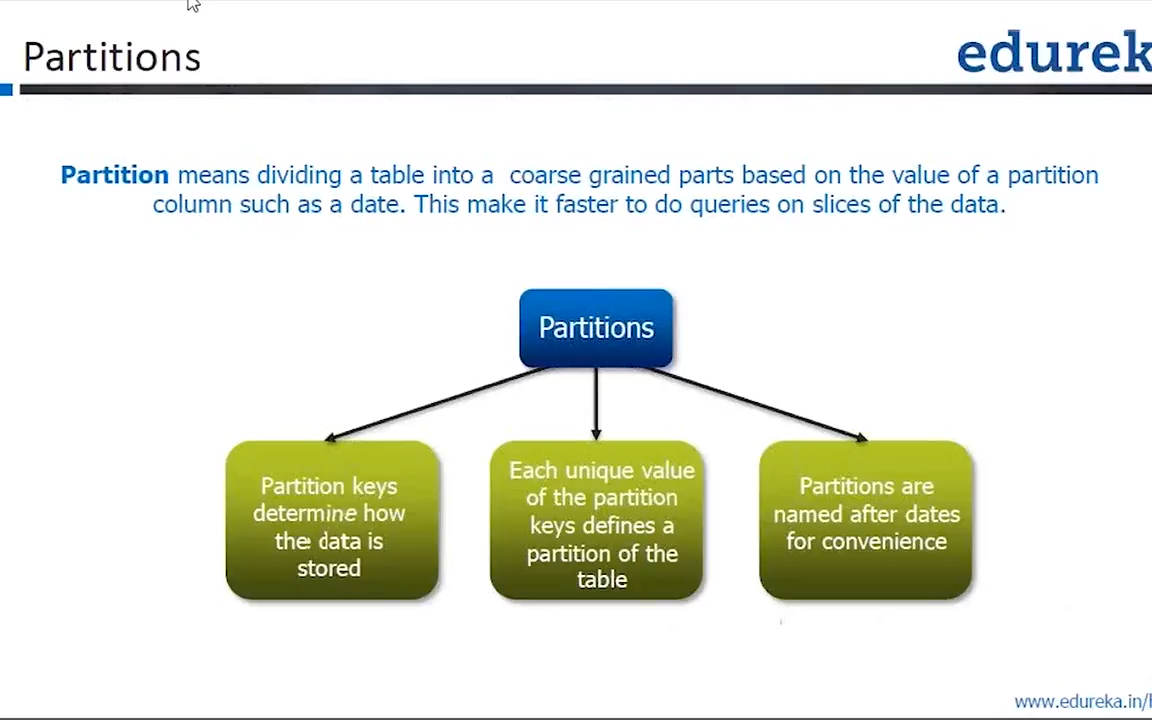 Partitions
edurek
Partition means dividing a table into a coarse grained parts based on the value of a partition
column such as a date. This make it faster to do queries on slices of the data.
Partitions
Partition keys
determine how
the data is
stored
Each unique value
of the partition
keys defines a
partition of the
table
Partitions are
named after dates
for convenience
www.edureka.in/